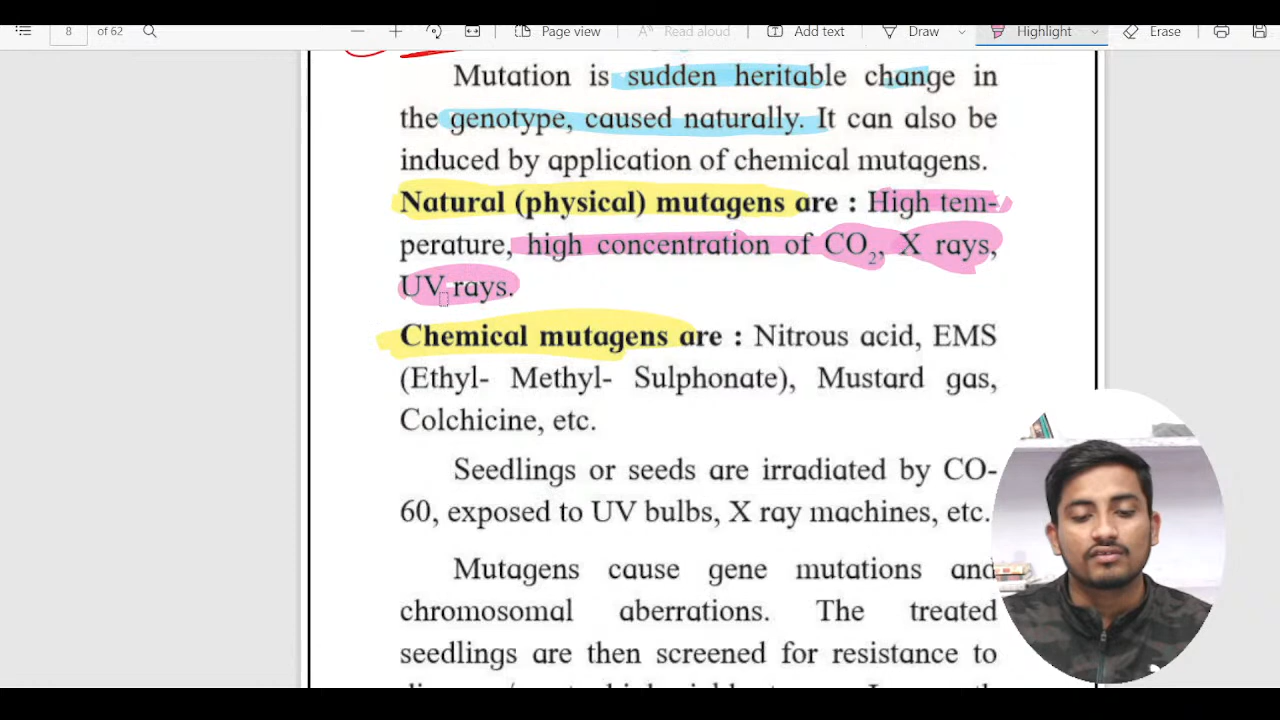 8 of 62 Page view Read aloud Add text Draw Highlight Erase
Mutation is sudden heritable change in
the genotype, caused naturally. It can also be
induced by application of chemical mutagens.
Natural (physical) mutagens are : High tem-
perature, high concentration of CO₂, X rays,
UV rays.
Chemical mutagens are : Nitrous acid, EMS
(Ethyl- Methyl- Sulphonate), Mustard gas,
Colchicine, etc.
Seedlings or seeds are irradiated by CO-
60, exposed to UV bulbs, X ray machines, etc.
Mutagens cause gene mutations and
chromosomal aberrations. The treated
seedlings are then screened for resistance to